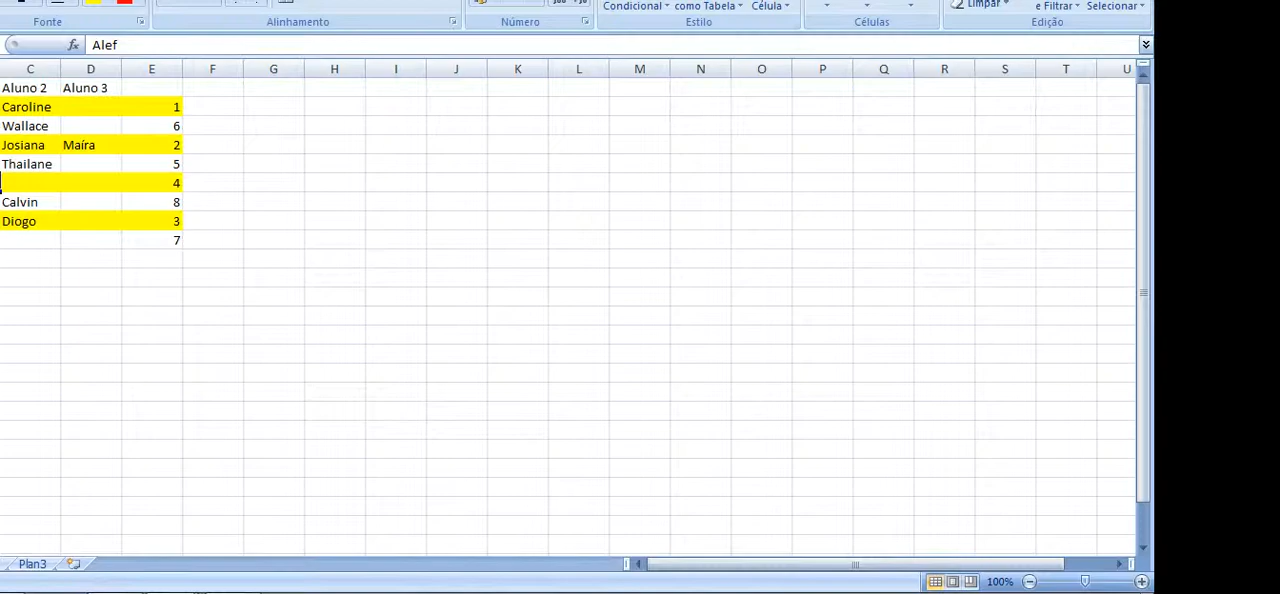 Condicional como Tabela Célula Limpar e Filtrar Selecionar
Fonte Alinhamento Número Estilo Células Edição
fx Alef
C D E F G H I J K L M N O P Q R S T U
Aluno 2 Aluno 3
Caroline 1
Wallace 6
Josiana Maíra 2
Thailane 5
4
Calvin 8
Diogo 3
7
Plan3
100%